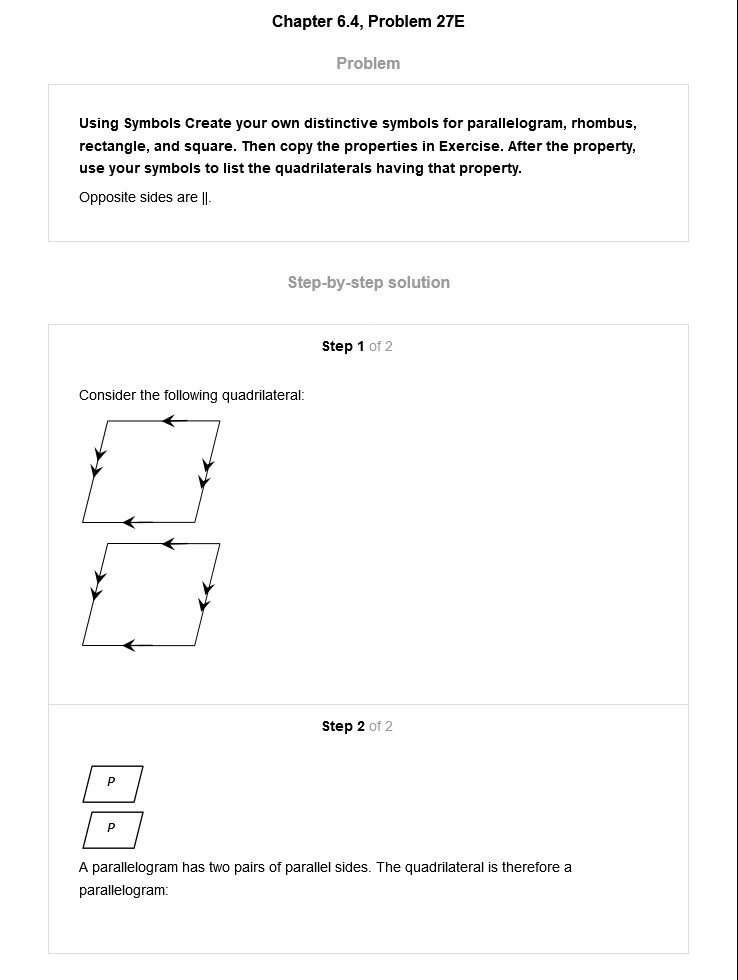 Chapter 6.4, Problem 27E
Problem
Using Symbols Create your own distinctive symbols for parallelogram, rhombus,
rectangle, and square. Then copy the properties in Exercise. After the property,
use your symbols to list the quadrilaterals having that property.
Opposite sides are ||.
Step-by-step solution
Step 1 of 2
Consider the following quadrilateral:
Step 2 of 2
P
P
A parallelogram has two pairs of parallel sides. The quadrilateral is therefore a
parallelogram: